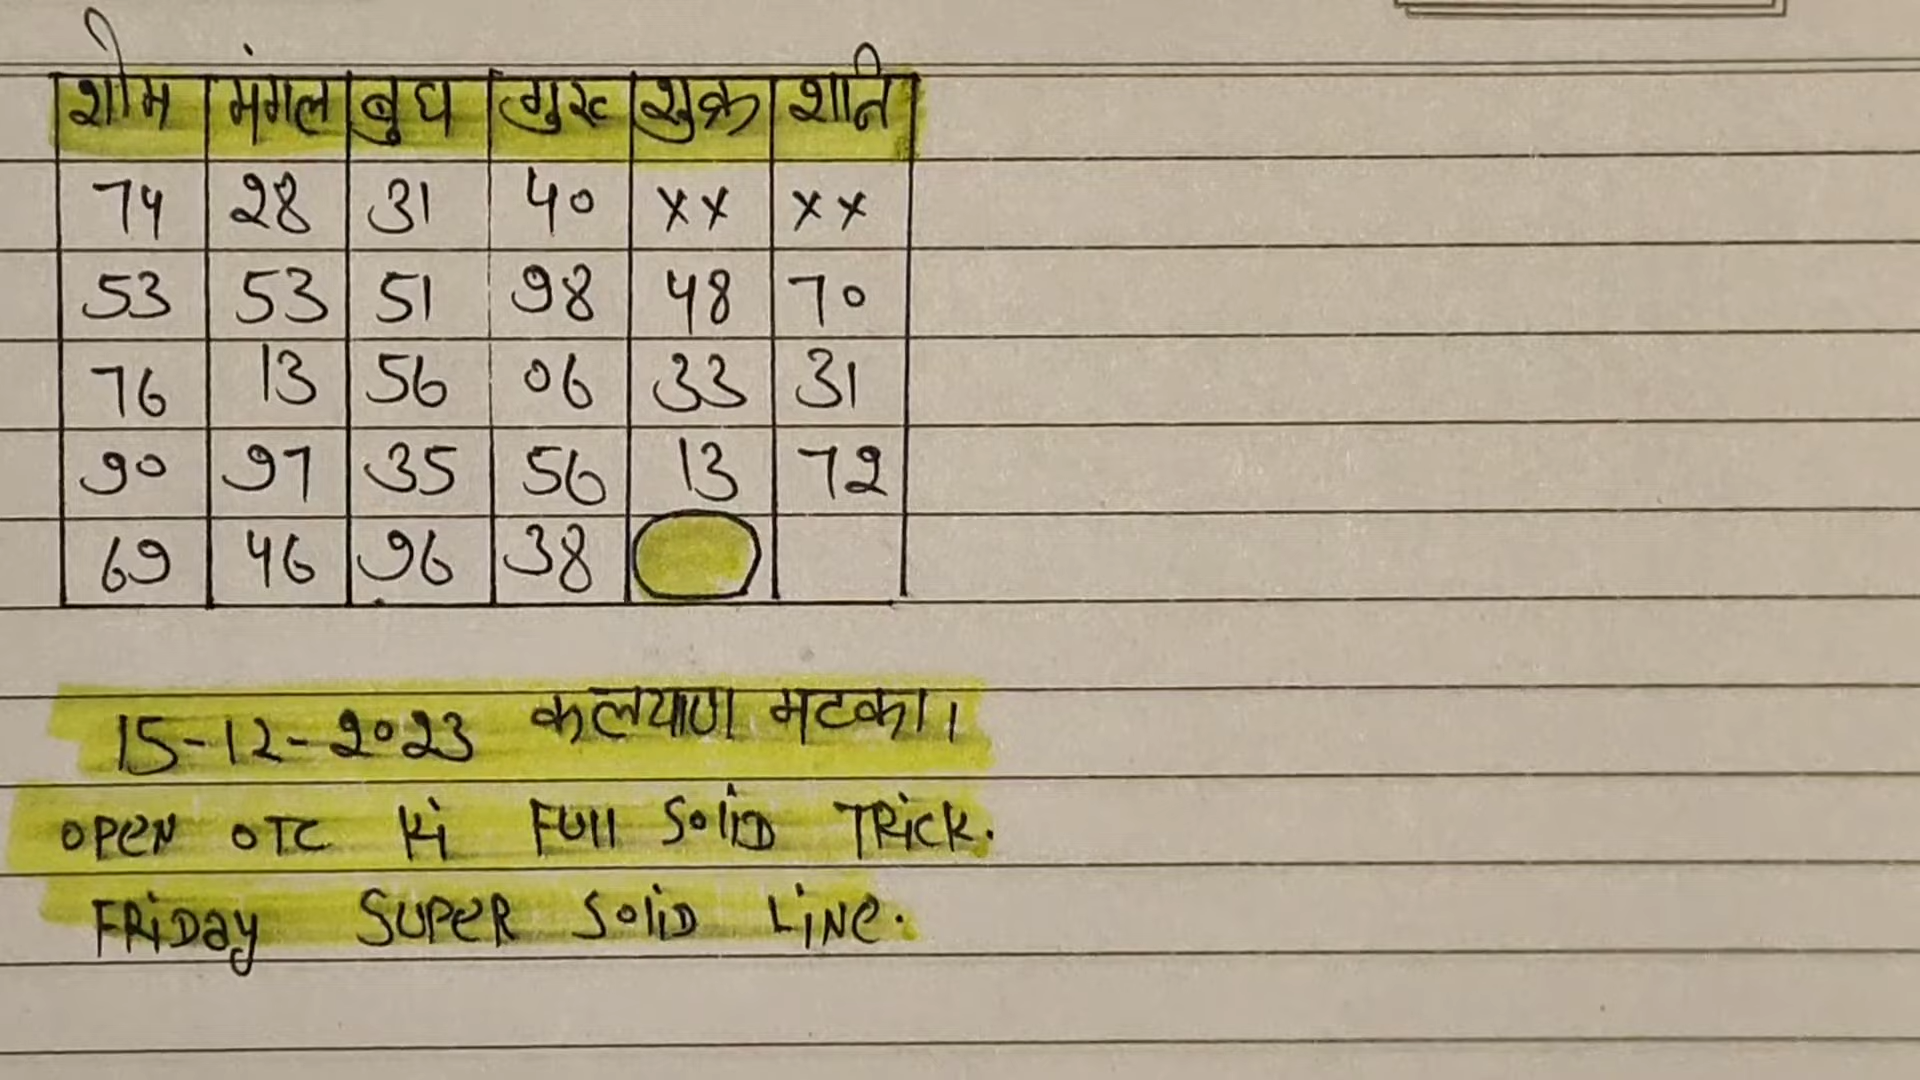 शोम मंगल बुध गुरू शुक्र शनि
74 28 31 40 xx xx
53 53 51 98 48 70
76 13 56 06 33 31
90 97 35 56 13 72
69 46 96 38
15-12-2023 कल्याण मटका।
OPEN OTC Ki FUll SoliD TRicK.
FRiDay SUPER SoliD LiNe.